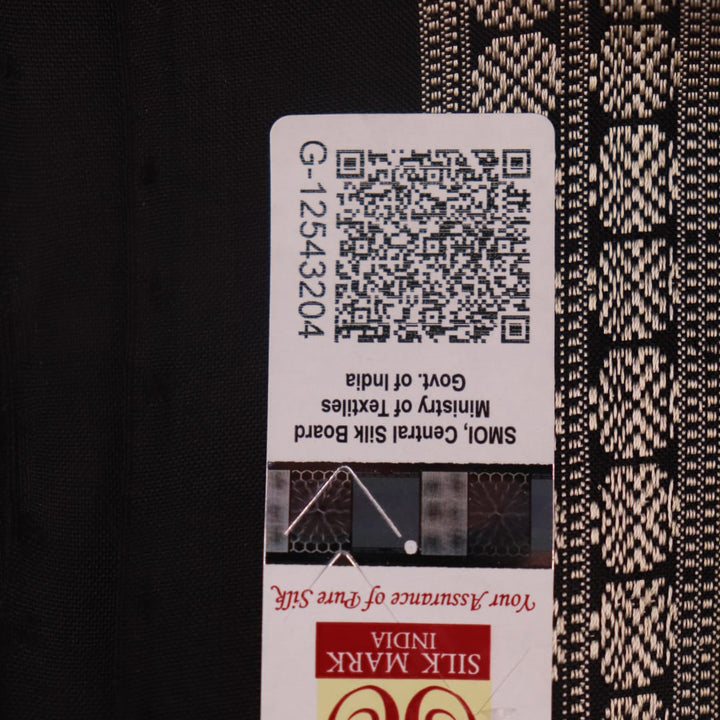 SILK MARK
INDIA
Your Assurance of Pure Silk
SMOI, Central Silk Board
Ministry of Textiles
Govt. of India
G-12543204